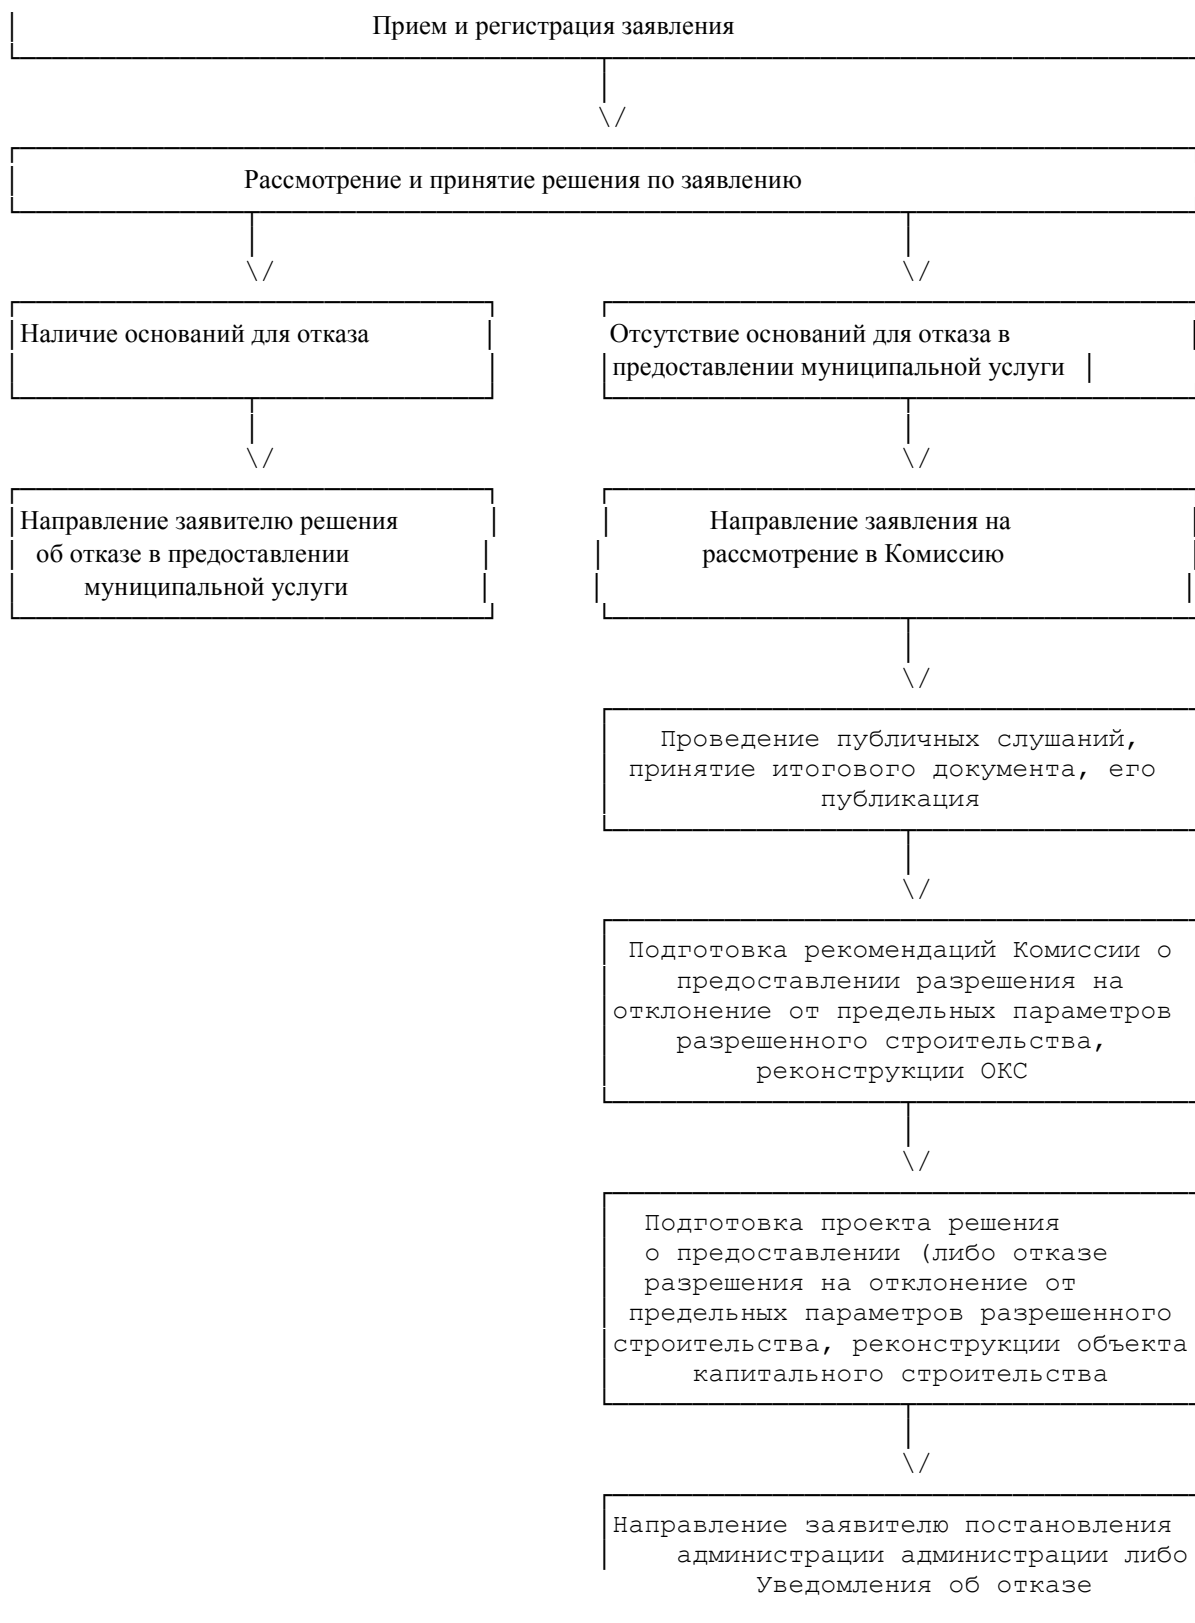 Прием и регистрация заявления
Рассмотрение и принятие решения по заявлению
Наличие оснований для отказа
Отсутствие оснований для отказа в
предоставлении муниципальной услуги
Направление заявителю решения
об отказе в предоставлении
муниципальной услуги
Направление заявления на
рассмотрение в Комиссию
Проведение публичных слушаний,
принятие итогового документа, его
публикация
Подготовка рекомендаций Комиссии о
предоставлении разрешения на
отклонение от предельных параметров
разрешенного строительства,
реконструкции ОКС
Подготовка проекта решения
о предоставлении (либо отказе
разрешения на отклонение от
предельных параметров разрешенного
строительства, реконструкции объекта
капитального строительства
Направление заявителю постановления
администрации администрации либо
Уведомления об отказе